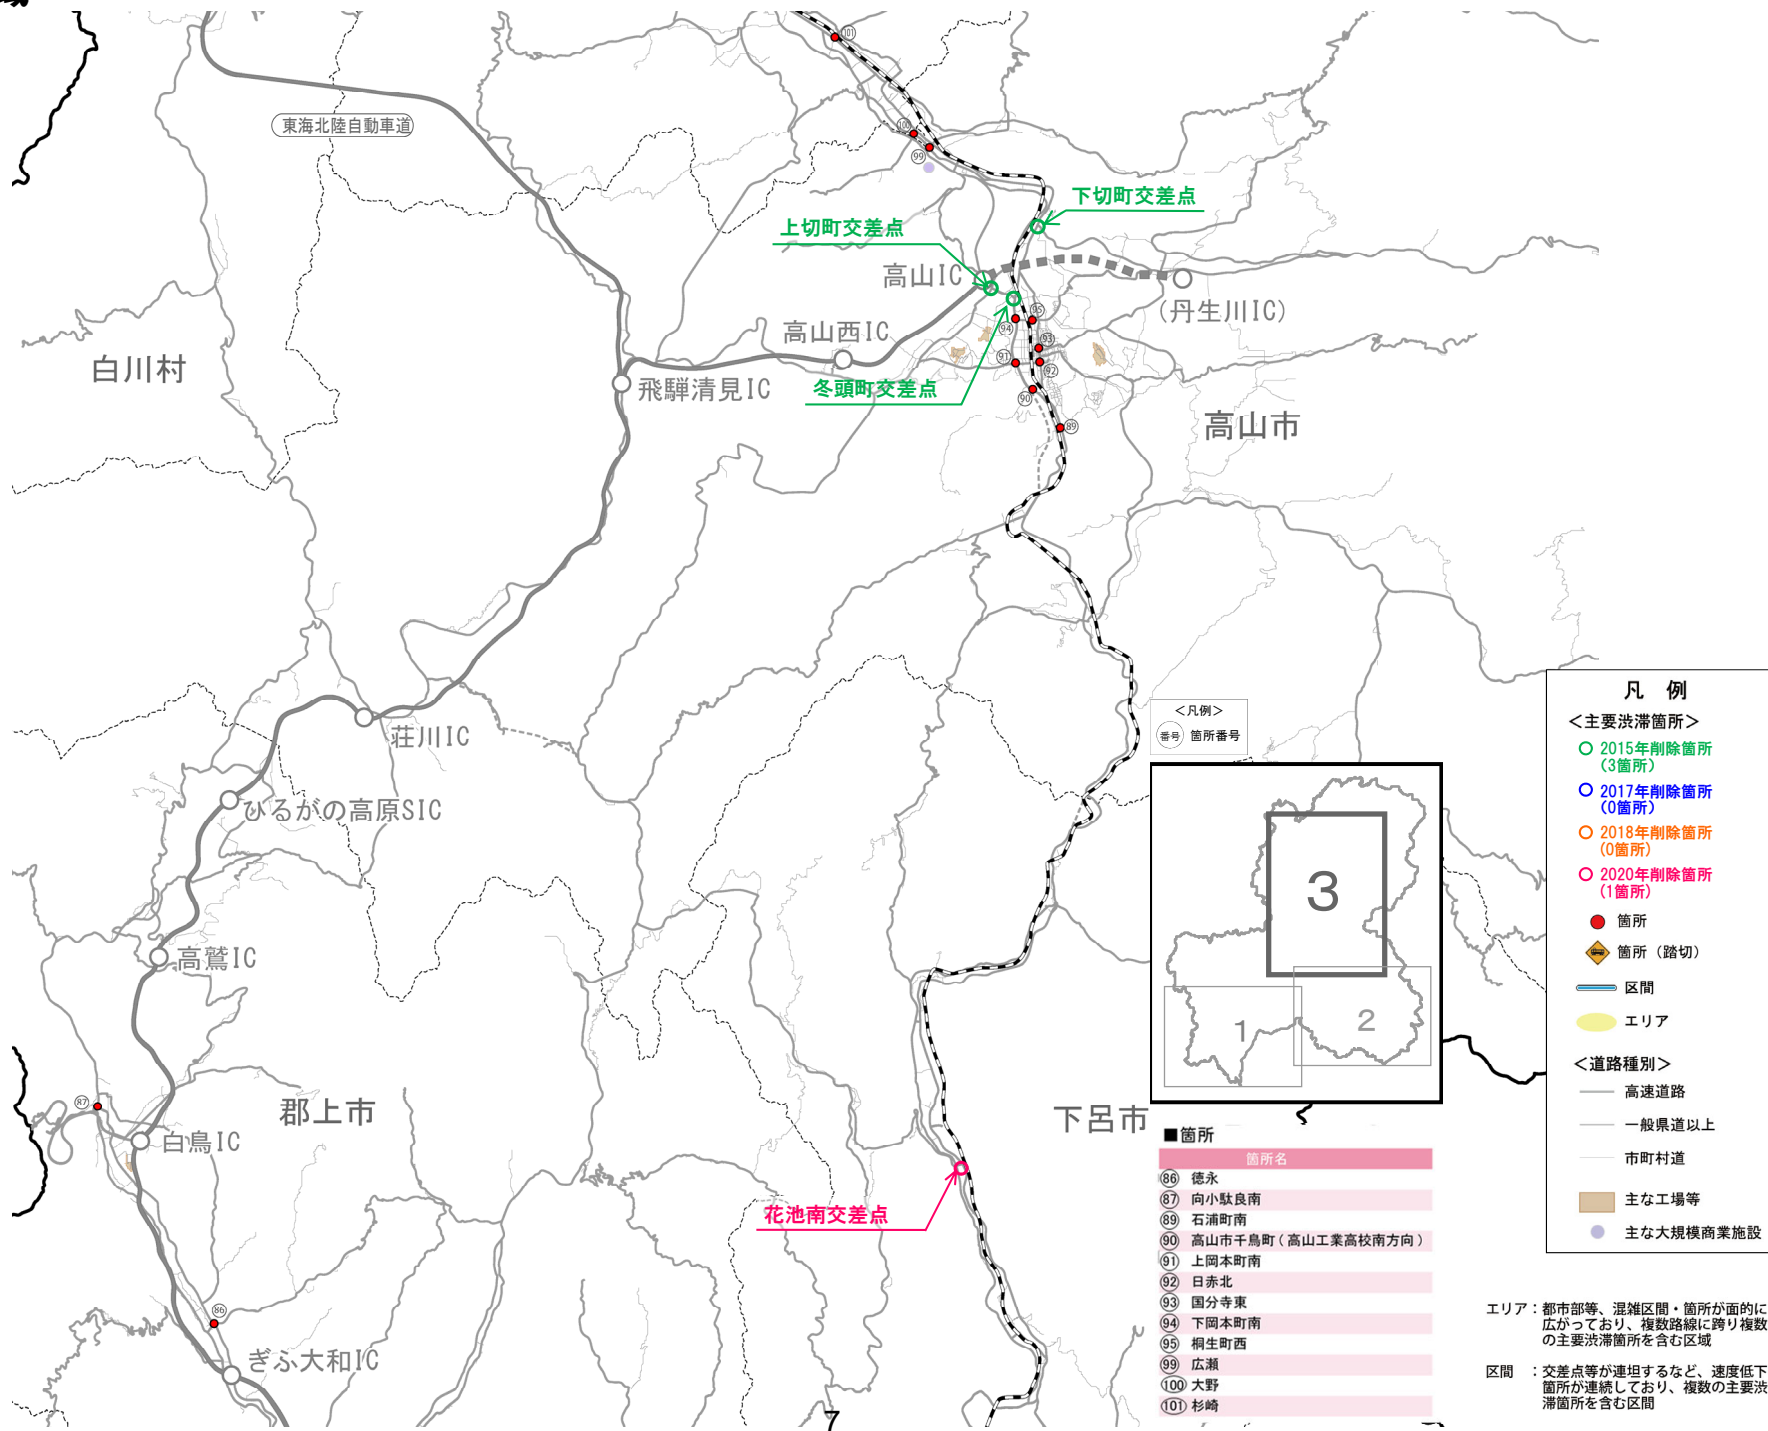 東海北陸自動車道
101
100
99
下切町交差点
上切町交差点
高山IC
(丹生川IC)
95
94
高山西IC
93
91
92
白川村
飛騨清見IC
冬頭町交差点
90
高山市
89
荘川IC
ひるがの高原SIC
高鷲IC
87
郡上市
白鳥IC
下呂市
花池南交差点
86
ぎふ大和IC
7
＜凡例＞
番号 箇所番号
3
1
2
■箇所
箇所名
86 徳永
87 向小駄良南
89 石浦町南
90 高山市千鳥町(高山工業高校南方向)
91 上岡本町南
92 日赤北
93 国分寺東
94 下岡本町南
95 桐生町西
99 広瀬
100 大野
101 杉崎
凡 例
＜主要渋滞箇所＞
2015年削除箇所
(3箇所)
2017年削除箇所
(0箇所)
2018年削除箇所
(0箇所)
2020年削除箇所
(1箇所)
箇所
箇所（踏切）
区間
エリア
＜道路種別＞
高速道路
一般県道以上
市町村道
主な工場等
主な大規模商業施設
エリア：都市部等、混雑区間・箇所が面的に
広がっており、複数路線に跨り複数
の主要渋滞箇所を含む区域
区間 ：交差点等が連坦するなど、速度低下
箇所が連続しており、複数の主要渋
滞箇所を含む区間